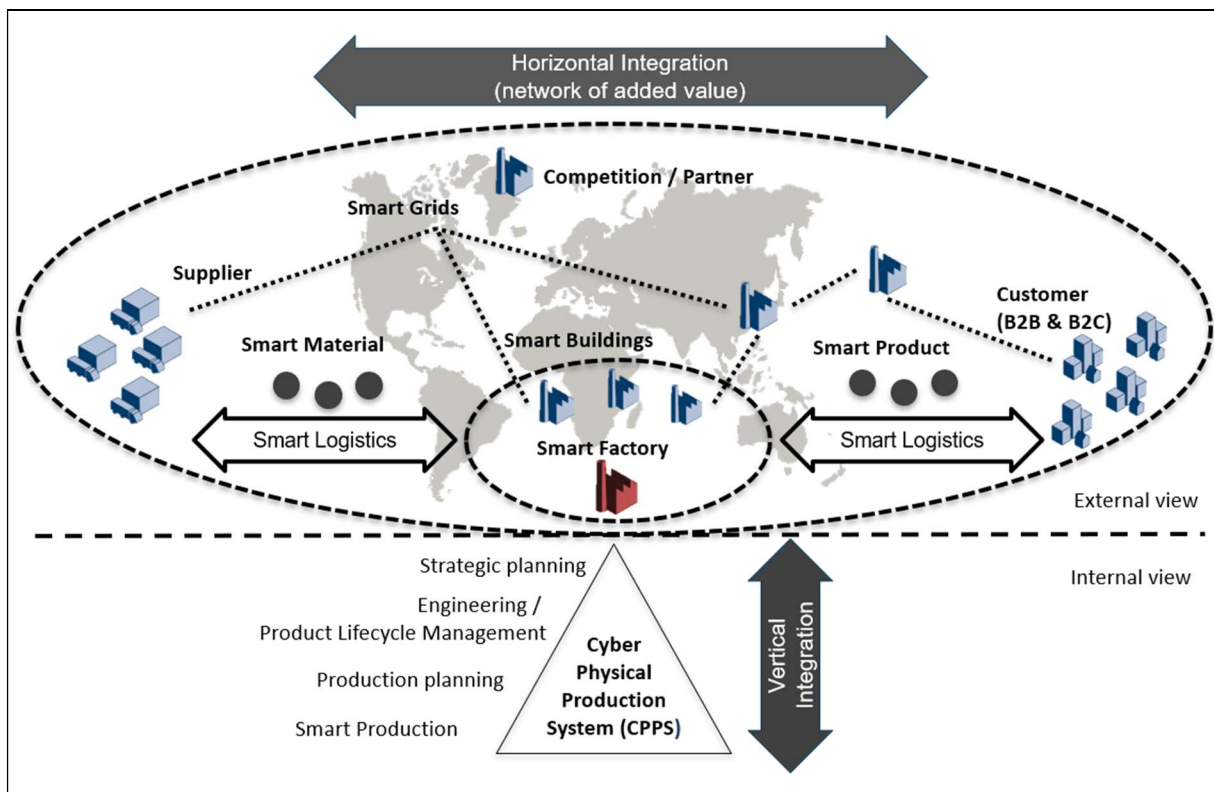 Horizontal Integration
(network of added value)
Competition / Partner
Smart Grids
Supplier
Customer
(B2B & B2C)
Smart Buildings
Smart Material
Smart Product
Smart Logistics
Smart Factory
Smart Logistics
External view
Internal view
Strategic planning
Engineering /
Product Lifecycle Management
Production planning
Smart Production
Cyber
Physical
Production
System (CPPS)
Vertical
Integration